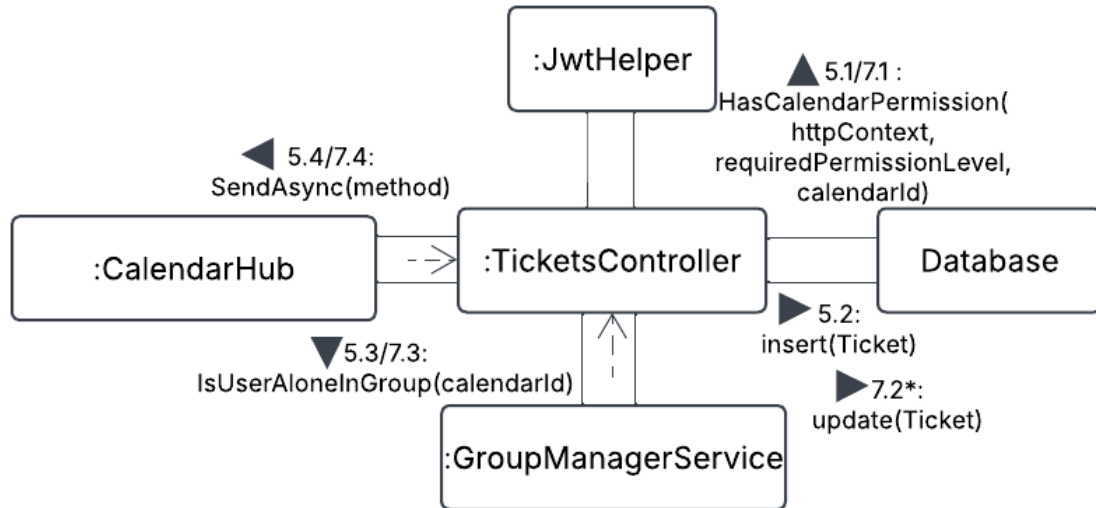 :JwtHelper
5.1/7.1 :
HasCalendarPermission(
httpContext,
requiredPermissionLevel,
calendarId)
5.4/7.4:
SendAsync(method)
:CalendarHub
:TicketsController
Database
5.3/7.3:
IsUserAloneInGroup(calendarId)
5.2:
insert(Ticket)
7.2*:
update(Ticket)
:GroupManagerService